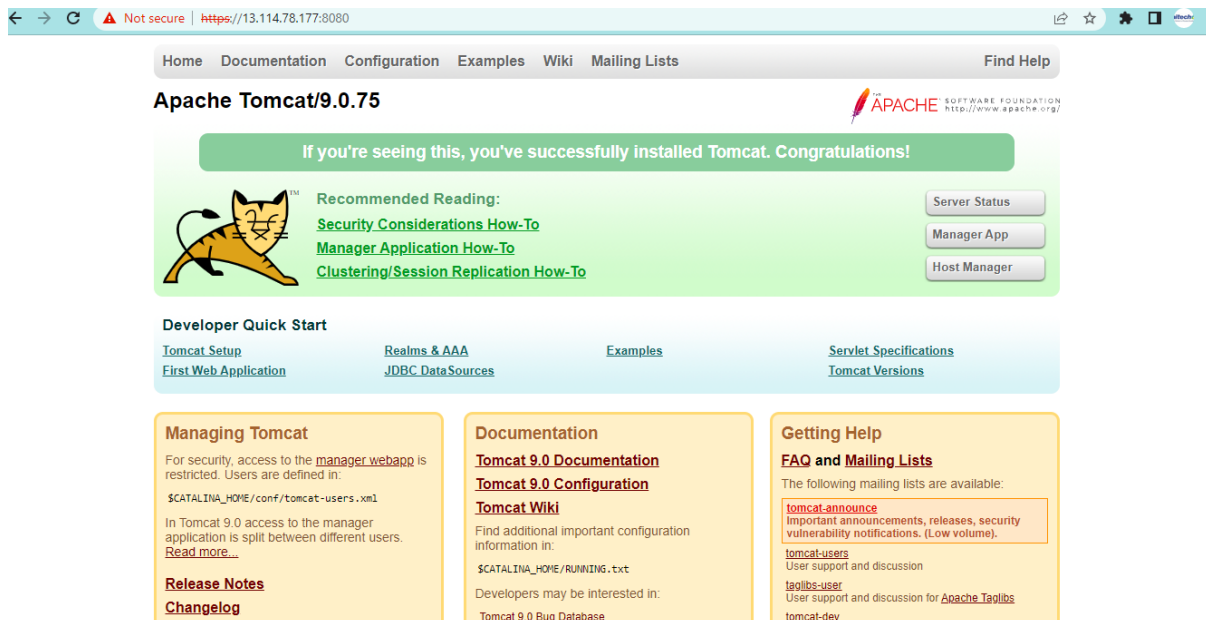 Not secure | https://13.114.78.177:8080
Home Documentation Configuration Examples Wiki Mailing Lists Find Help
Apache Tomcat/9.0.75
THE
APACHE SOFTWARE FOUNDATION
http://www.apache.org/
If you're seeing this, you've successfully installed Tomcat. Congratulations!
TM
Recommended Reading:
Security Considerations How-To
Manager Application How-To
Clustering/Session Replication How-To
Server Status
Manager App
Host Manager
Developer Quick Start
Tomcat Setup
First Web Application
Realms & AAA
JDBC DataSources
Examples
Servlet Specifications
Tomcat Versions
Managing Tomcat
For security, access to the manager webapp is
restricted. Users are defined in:
$CATALINA_HOME/conf/tomcat-users.xml
In Tomcat 9.0 access to the manager
application is split between different users.
Read more...
Release Notes
Changelog
Documentation
Tomcat 9.0 Documentation
Tomcat 9.0 Configuration
Tomcat Wiki
Find additional important configuration
information in:
$CATALINA_HOME/RUNNING.txt
Developers may be interested in:
Tomcat 9.0 Bug Database
Getting Help
FAQ and Mailing Lists
The following mailing lists are available:
tomcat-announce
Important announcements, releases, security
vulnerability notifications. (Low volume).
tomcat-users
User support and discussion
taglibs-user
User support and discussion for Apache Taglibs
tomcat-dev